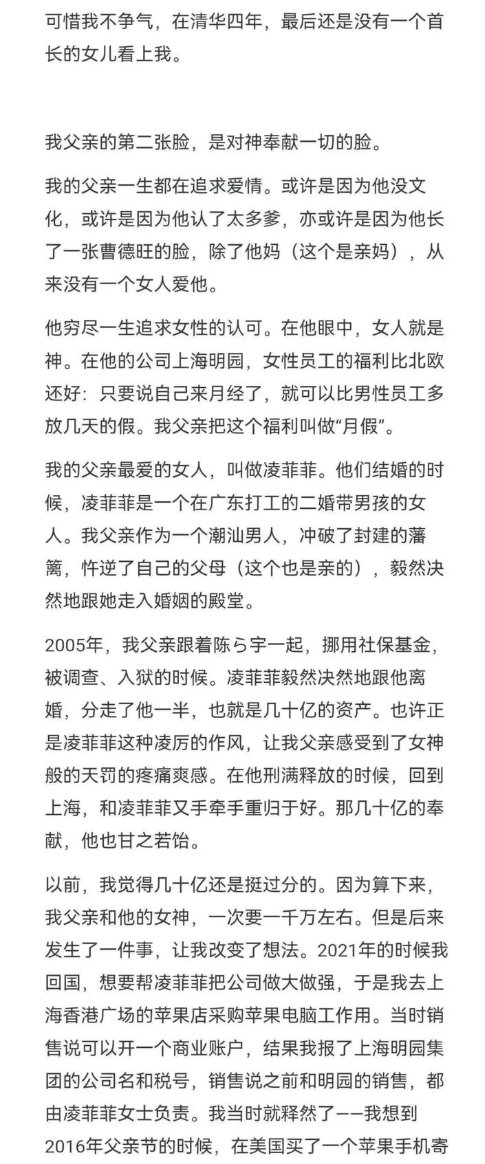 可惜我不争气，在清华四年，最后还是没有一个首
长的女儿看上我。
我父亲的第二张脸，是对神奉献一切的脸。
我的父亲一生都在追求爱情。或许是因为他没文
化，或许是因为他认了太多爹，亦或许是因为他长
了一张曹德旺的脸，除了他妈（这个是亲妈），从
来没有一个女人爱他。
他穷尽一生追求女性的认可。在他眼中，女人就是
神。在他的公司上海明园，女性员工的福利比北欧
还好：只要说自己来月经了，就可以比男性员工多
放几天的假。我父亲把这个福利叫做“月假”。
我的父亲最爱的女人，叫做凌菲菲。他们结婚的时
候，凌菲菲是一个在广东打工的二婚带男孩的女
人。我父亲作为一个潮汕男人，冲破了封建的藩
篱，忤逆了自己的父母（这个也是亲的），毅然决
然地跟她走入婚姻的殿堂。
2005年，我父亲跟着陈ら宇一起，挪用社保基金，
被调查、入狱的时候。凌菲菲毅然决然地跟他离
婚，分走了他一半，也就是几十亿的资产。也许正
是凌菲菲这种凌厉的作风，让我父亲感受到了女神
般的天罚的疼痛爽感。在他刑满释放的时候，回到
上海，和凌菲菲又手牵手重归于好。那几十亿的奉
献，他也甘之若饴。
以前，我觉得几十亿还是挺过分的。因为算下来，
我父亲和他的女神，一次要一千万左右。但是后来
发生了一件事，让我改变了想法。2021年的时候我
回国，想要帮凌菲菲把公司做大做强，于是我去上
海香港广场的苹果店采购苹果电脑工作用。当时销
售说可以开一个商业账户，结果我报了上海明园集
团的公司名和税号，销售说之前和明园的销售，都
由凌菲菲女士负责。我当时就释然了——我想到
2016年父亲节的时候，在美国买了一个苹果手机寄